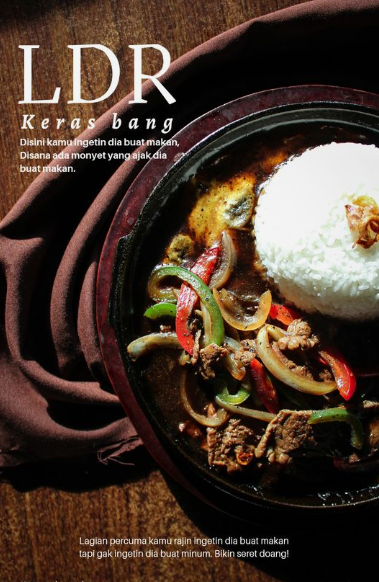 LDR
Keras bang
Disini kamu ingetin dia buat makan,
Disana ada monyet yang ajak dia
buat makan.
Lagian percuma kamu rajin ingetin dia buat makan
tapi gak ingetin dia buat minum. Bikin seret doang!